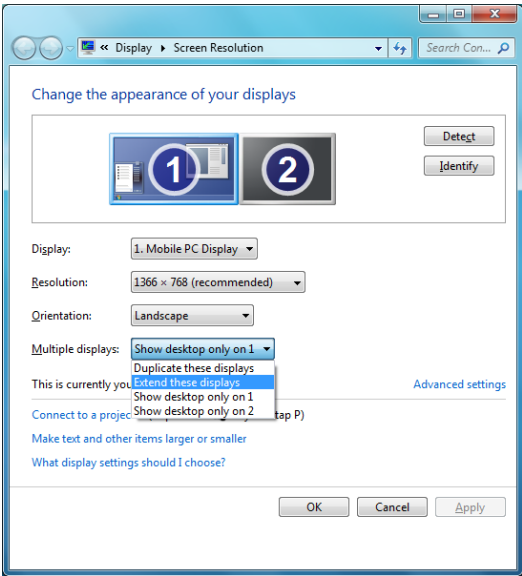 « Display ▸ Screen Resolution Search Con...
Change the appearance of your displays
1 2
Detect
Identify
Display: 1. Mobile PC Display
Resolution: 1366 × 768 (recommended)
Orientation: Landscape
Multiple displays: Show desktop only on 1
Duplicate these displays
Extend these displays
Show desktop only on 1
Show desktop only on 2
This is currently you Advanced settings
Connect to a projec tap P)
Make text and other items larger or smaller
What display settings should I choose?
OK Cancel Apply